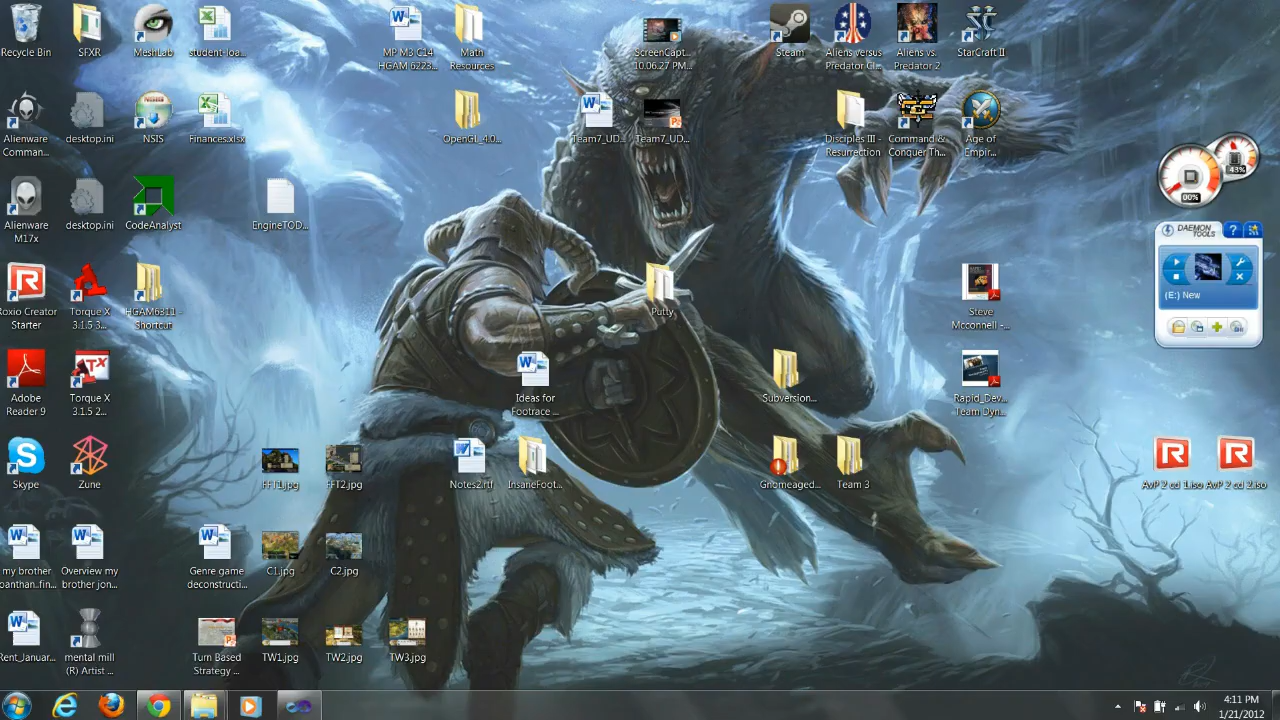 Recycle Bin
SFXR
MeshLab
student-loa...
MP M3 C14
HGAM 6223...
Math
Resources
ScreenCapt...
10.06.27 PM...
Steam
Aliens versus
Predator Cl...
Aliens vs.
Predator 2
StarCraft II
Alienware
Comman...
desktop.ini
NSIS
Finances.xlsx
OpenGL_4.0...
Team7_UD...
Team7_UD...
Disciples III -
Resurrection
Command &
Conquer Th...
Age of
Empir...
43%
00%
Alienware
M17x
desktop.ini
CodeAnalyst
EngineTOD...
DAEMON
TOOLS
?
(E:) New
Roxio Creator
Starter
Torque X
3.1.5 3...
HGAM6311 -
Shortcut
Putty
Steve
Mcconnell -...
Adobe
Reader 9
Torque X
3.1.5 2...
Ideas for
Footrace ...
Subversion...
Rapid_Dev...
Team Dyn...
Skype
Zune
FFT1.jpg
FFT2.jpg
Notes2.rtf
InsaneFoot...
Gnomeaged...
Team 3
AvP 2 cd 1.iso
AvP 2 cd 2.iso
my brother
jonanthan_fin...
Overview my
brother jon...
Genre game
deconstructi...
C1.jpg
C2.jpg
Rent_Januar...
mental mill
(R) Artist ...
Turn Based
Strategy ...
TW1.jpg
TW2.jpg
TW3.jpg
4:11 PM
1/21/2012